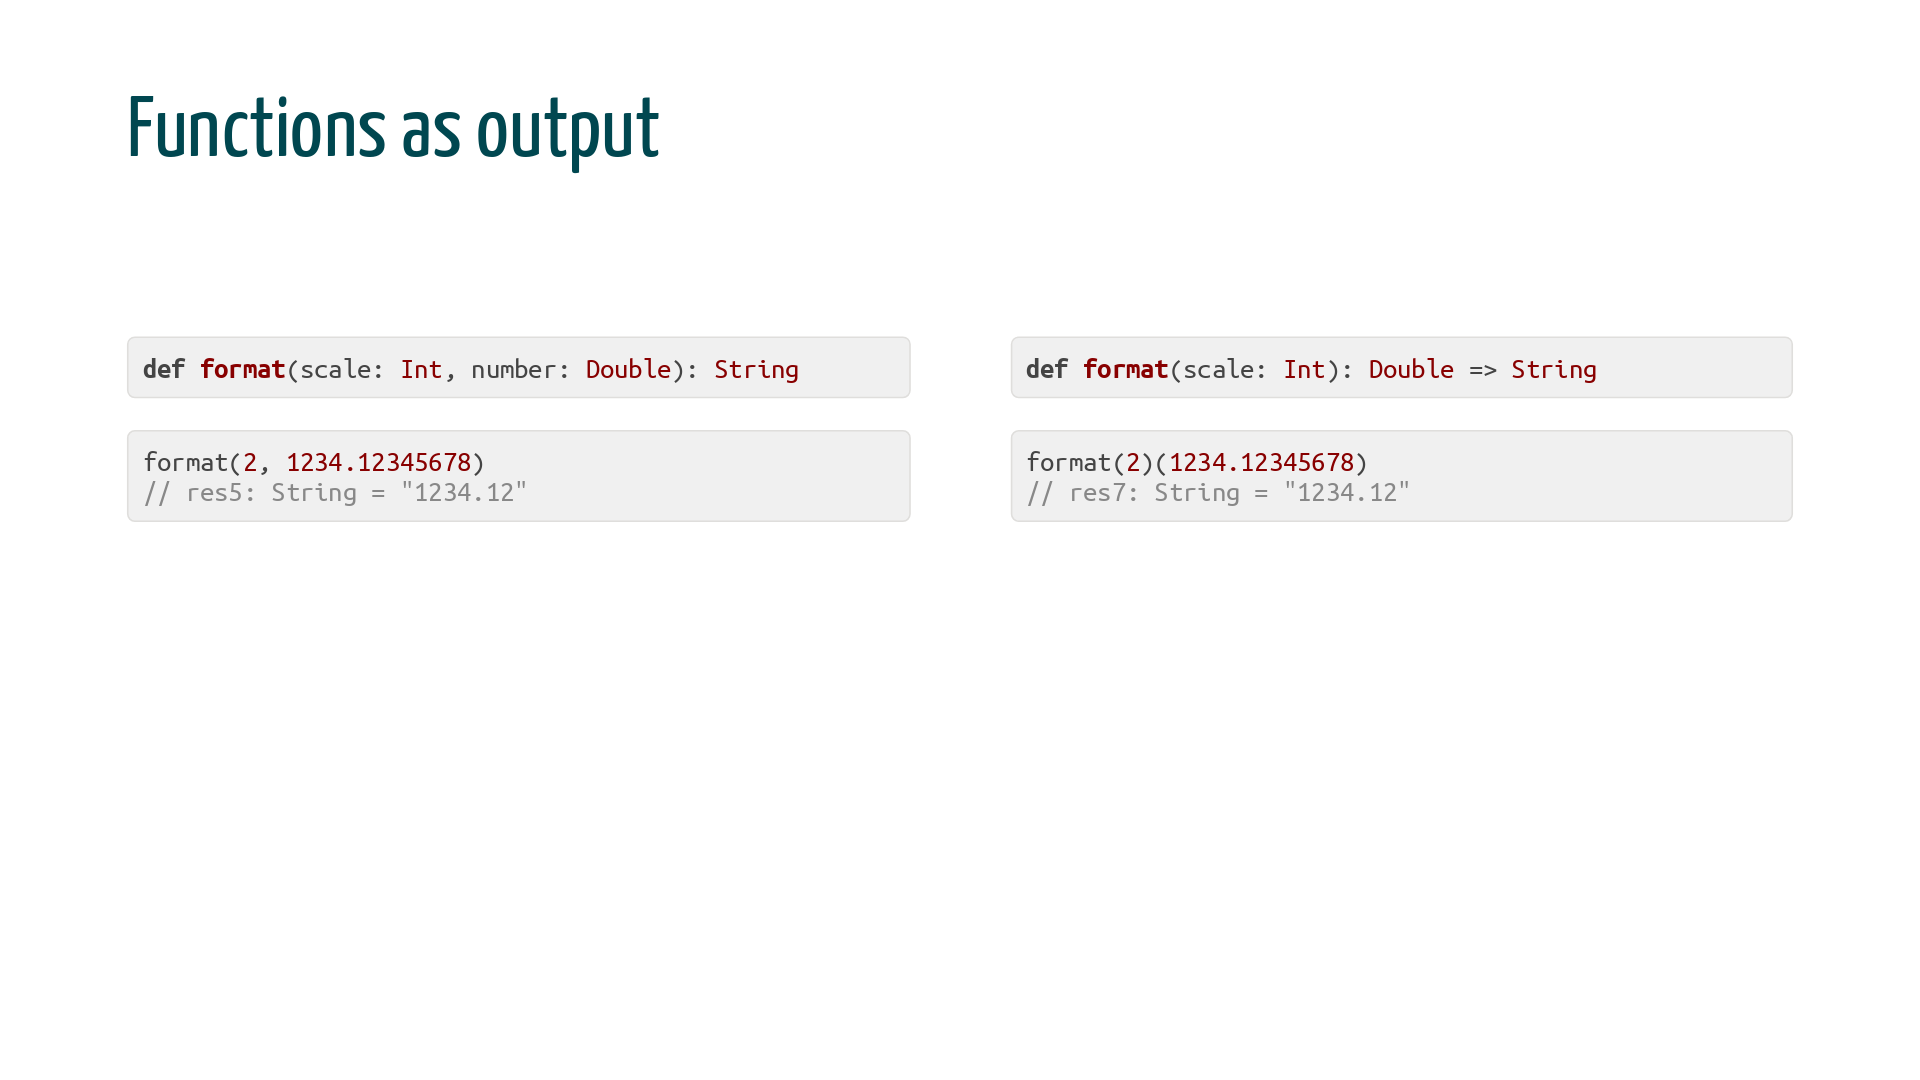 Functions as output
def format(scale: Int, number: Double): String
format(2, 1234.12345678)
// res5: String = "1234.12"
def format(scale: Int): Double => String
format(2)(1234.12345678)
// res7: String = "1234.12"